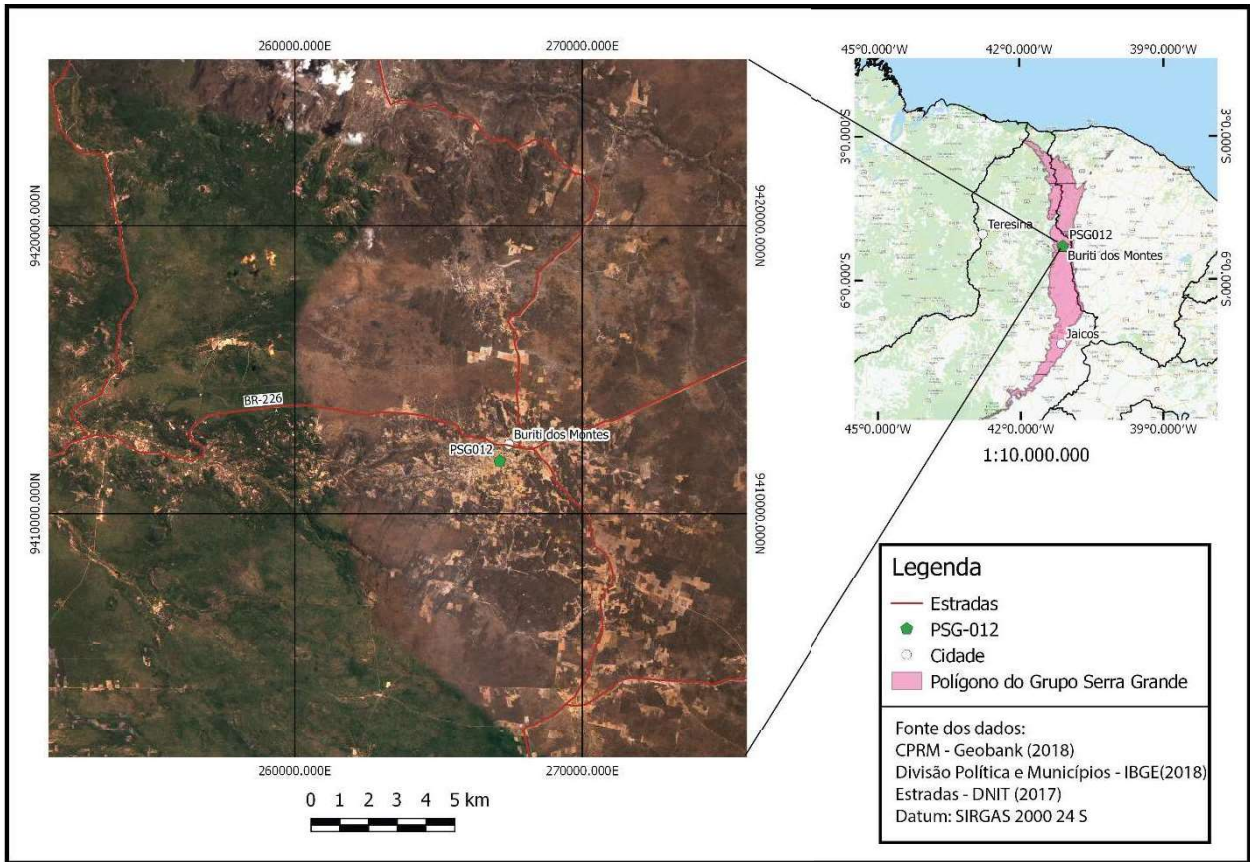 260000.000E
270000.000E
9420000.000N
9420000.000N
BR-226
Buriti dos Montes
PSG012
9410000.000N
9410000.000N
260000.000E
270000.000E
0 1 2 3 4 5 km
45°0.000'W
42°0.000'W
39°0.000'W
3°0.000'S
3°0.000'S
Teresina
PSG012
Buriti dos Montes
6°0.000'S
6°0.000'S
Jaicos
45°0.000'W
42°0.000'W
39°0.000'W
1:10.000.000
Legenda
Estradas
PSG-012
Cidade
Polígono do Grupo Serra Grande
Fonte dos dados:
CPRM - Geobank (2018)
Divisão Política e Municípios - IBGE(2018)
Estradas - DNIT (2017)
Datum: SIRGAS 2000 24 S